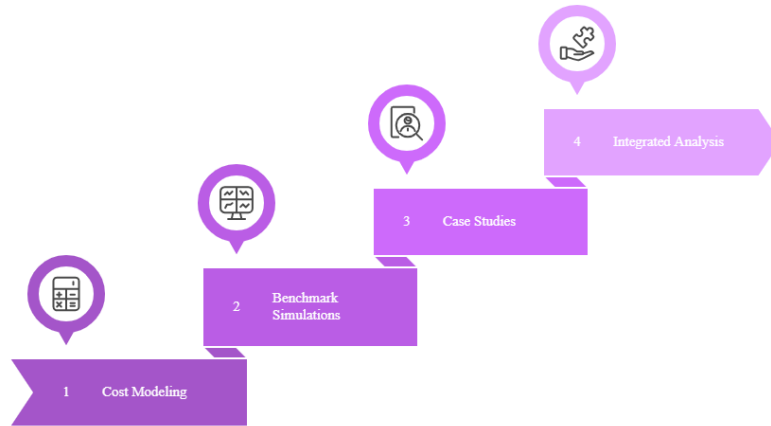 4 Integrated Analysis
3 Case Studies
2 Benchmark
Simulations
1 Cost Modeling